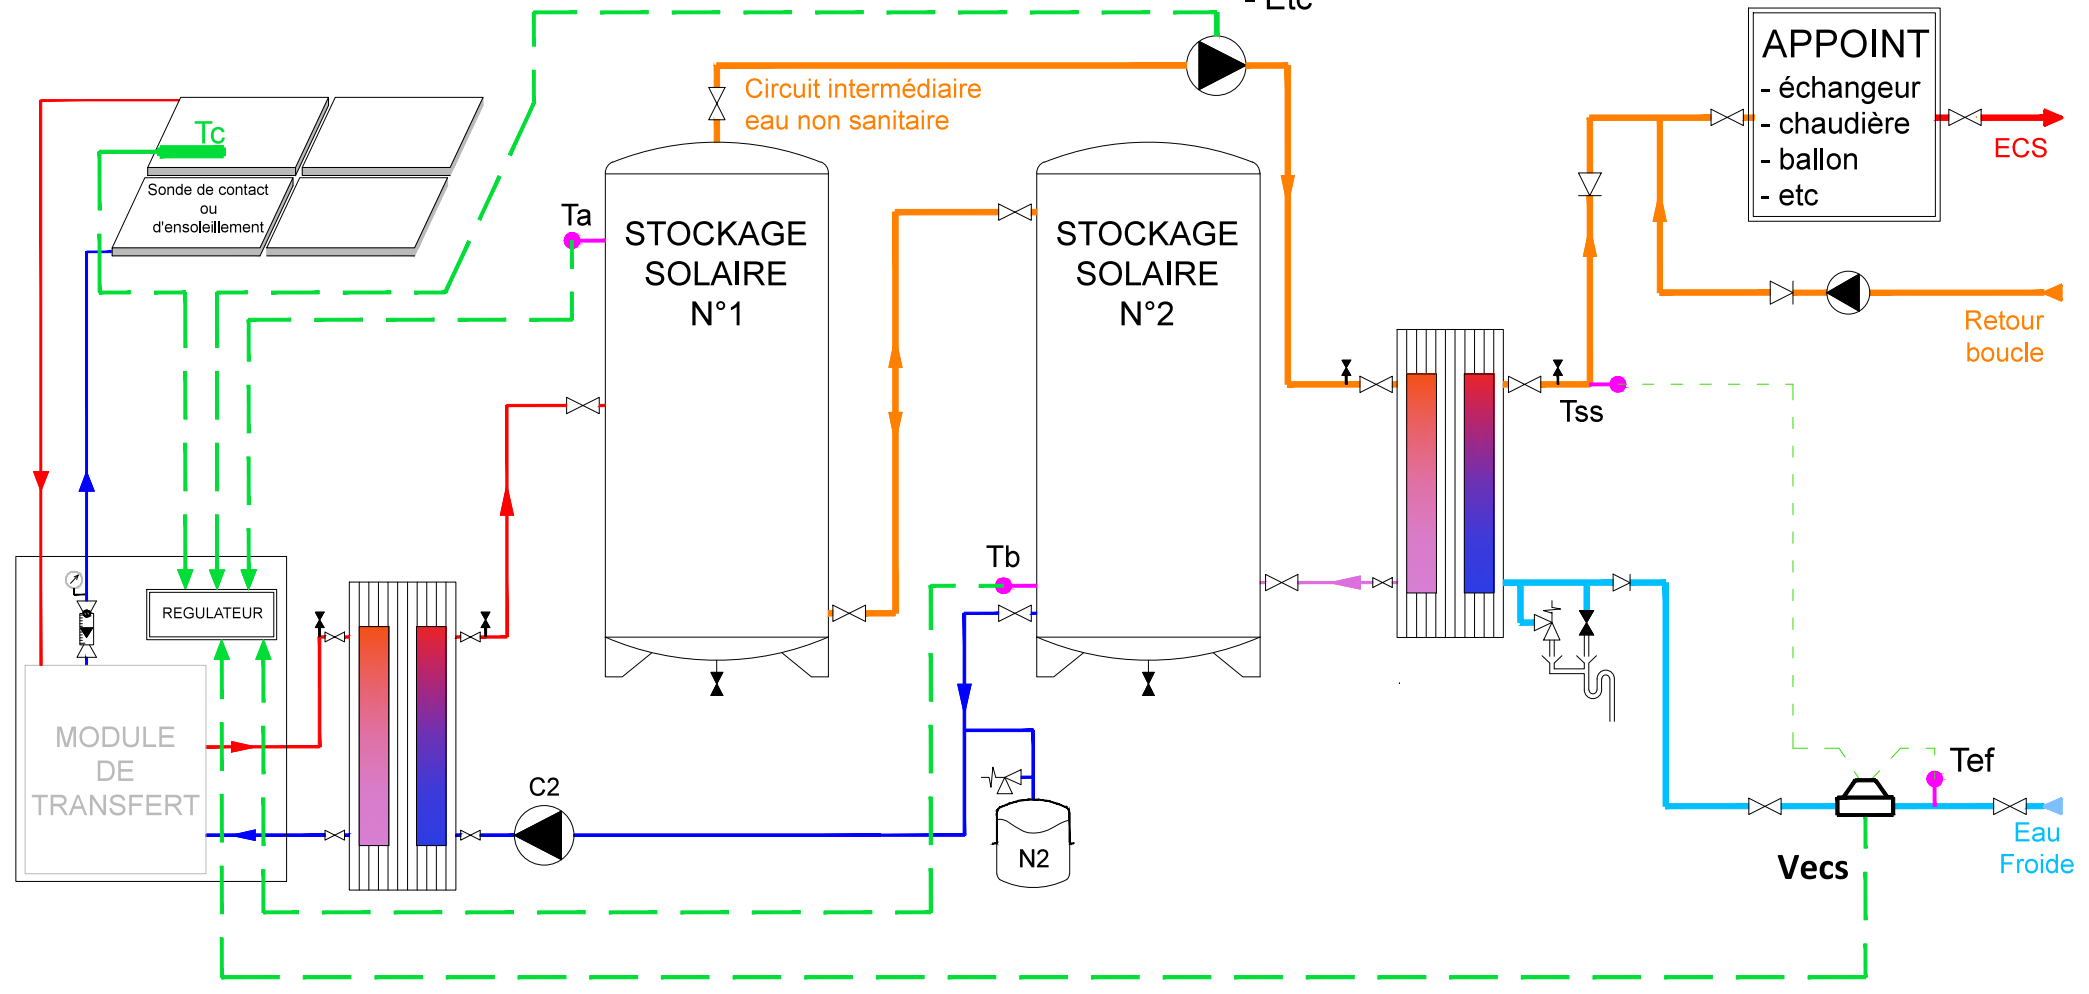 - Etc
Circuit intermédiaire
eau non sanitaire
APPOINT
- échangeur
- chaudière
- ballon
- etc
ECS
Tc
Sonde de contact
ou
d'ensoleillement
Ta
STOCKAGE
SOLAIRE
N°1
STOCKAGE
SOLAIRE
N°2
Retour
boucle
Tss
Tb
REGULATEUR
MODULE
DE
TRANSFERT
C2
N2
Tef
Eau
Froide
Vecs